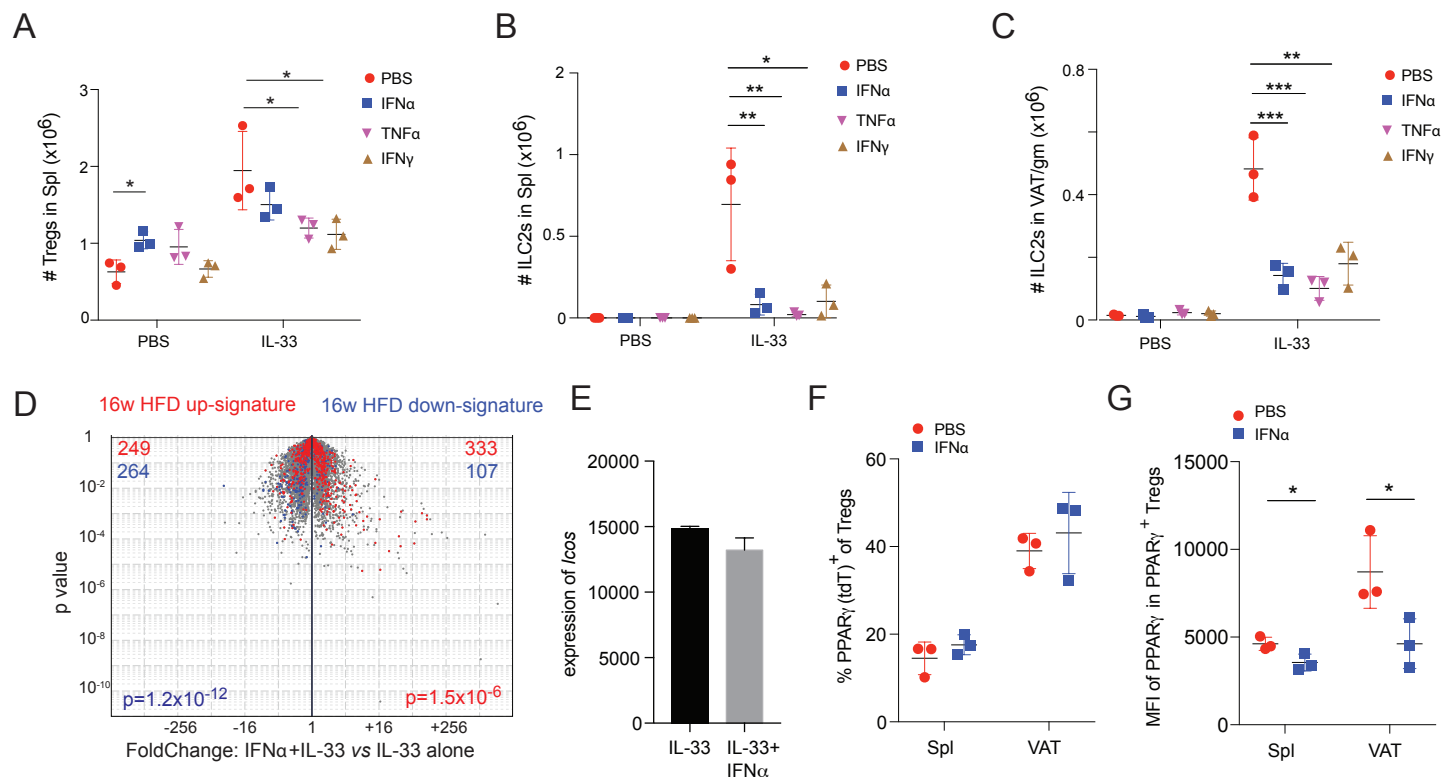 A
# Tregs in Spl (x10⁶)
3
2
1
0
*
*
*
PBS
IFNα
TNFα
IFNγ
PBS
IL-33
B
# ILC2s in Spl (x10⁶)
2
1
0.5
0
*
**
**
PBS
IFNα
TNFα
IFNγ
PBS
IL-33
C
# ILC2s in VAT/gm (x10⁶)
0.8
0.4
0
**
***
***
PBS
IFNα
TNFα
IFNγ
PBS
IL-33
D
16w HFD up-signature
16w HFD down-signature
p value
1
10⁻²
10⁻⁴
10⁻⁶
10⁻⁸
10⁻¹⁰
249
264
333
107
p=1.2x10⁻¹²
p=1.5x10⁻⁶
-256
-16
1
+16
+256
FoldChange: IFNα+IL-33 vs IL-33 alone
E
expression of Icos
20000
15000
10000
5000
0
IL-33
IL-33+
IFNα
F
PBS
IFNα
% PPARγ (tdT)⁺ of Tregs
60
40
20
0
Spl
VAT
G
PBS
IFNα
MFI of PPARγ in PPARγ⁺ Tregs
15000
10000
5000
0
*
*
Spl
VAT